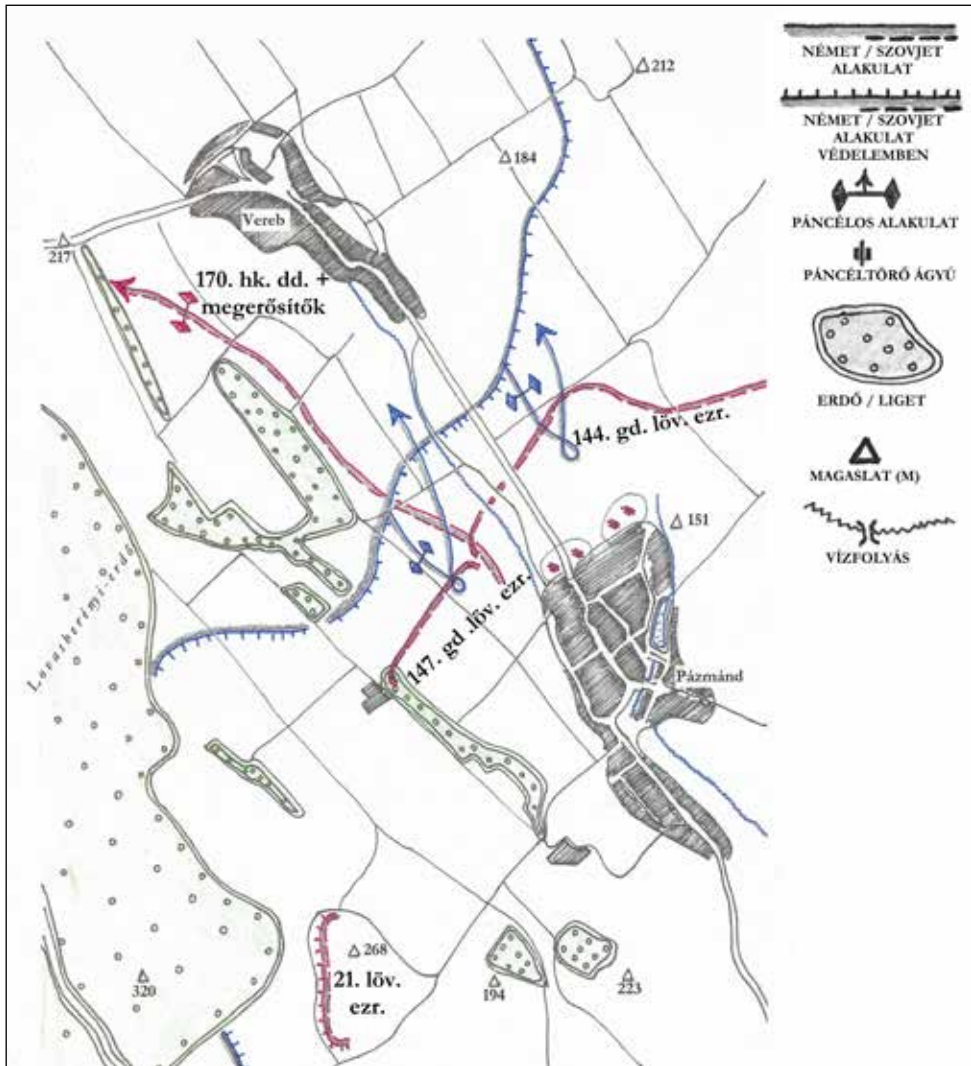 212
184
Vereb
217
170. hk. dd. +
megerősítők
144. gd. löv. ezr.
151
147. gd .löv. ezr.
Lovasberényi-erdő
Pázmánd
268
21. löv.
ezr.
320
194
223
NÉMET / SZOVJET
ALAKULAT
NÉMET / SZOVJET
ALAKULAT
VÉDELEMBEN
PÁNCÉLOS ALAKULAT
PÁNCÉLTÖRŐ ÁGYÚ
ERDŐ / LIGET
MAGASLAT (M)
VÍZFOLYÁS